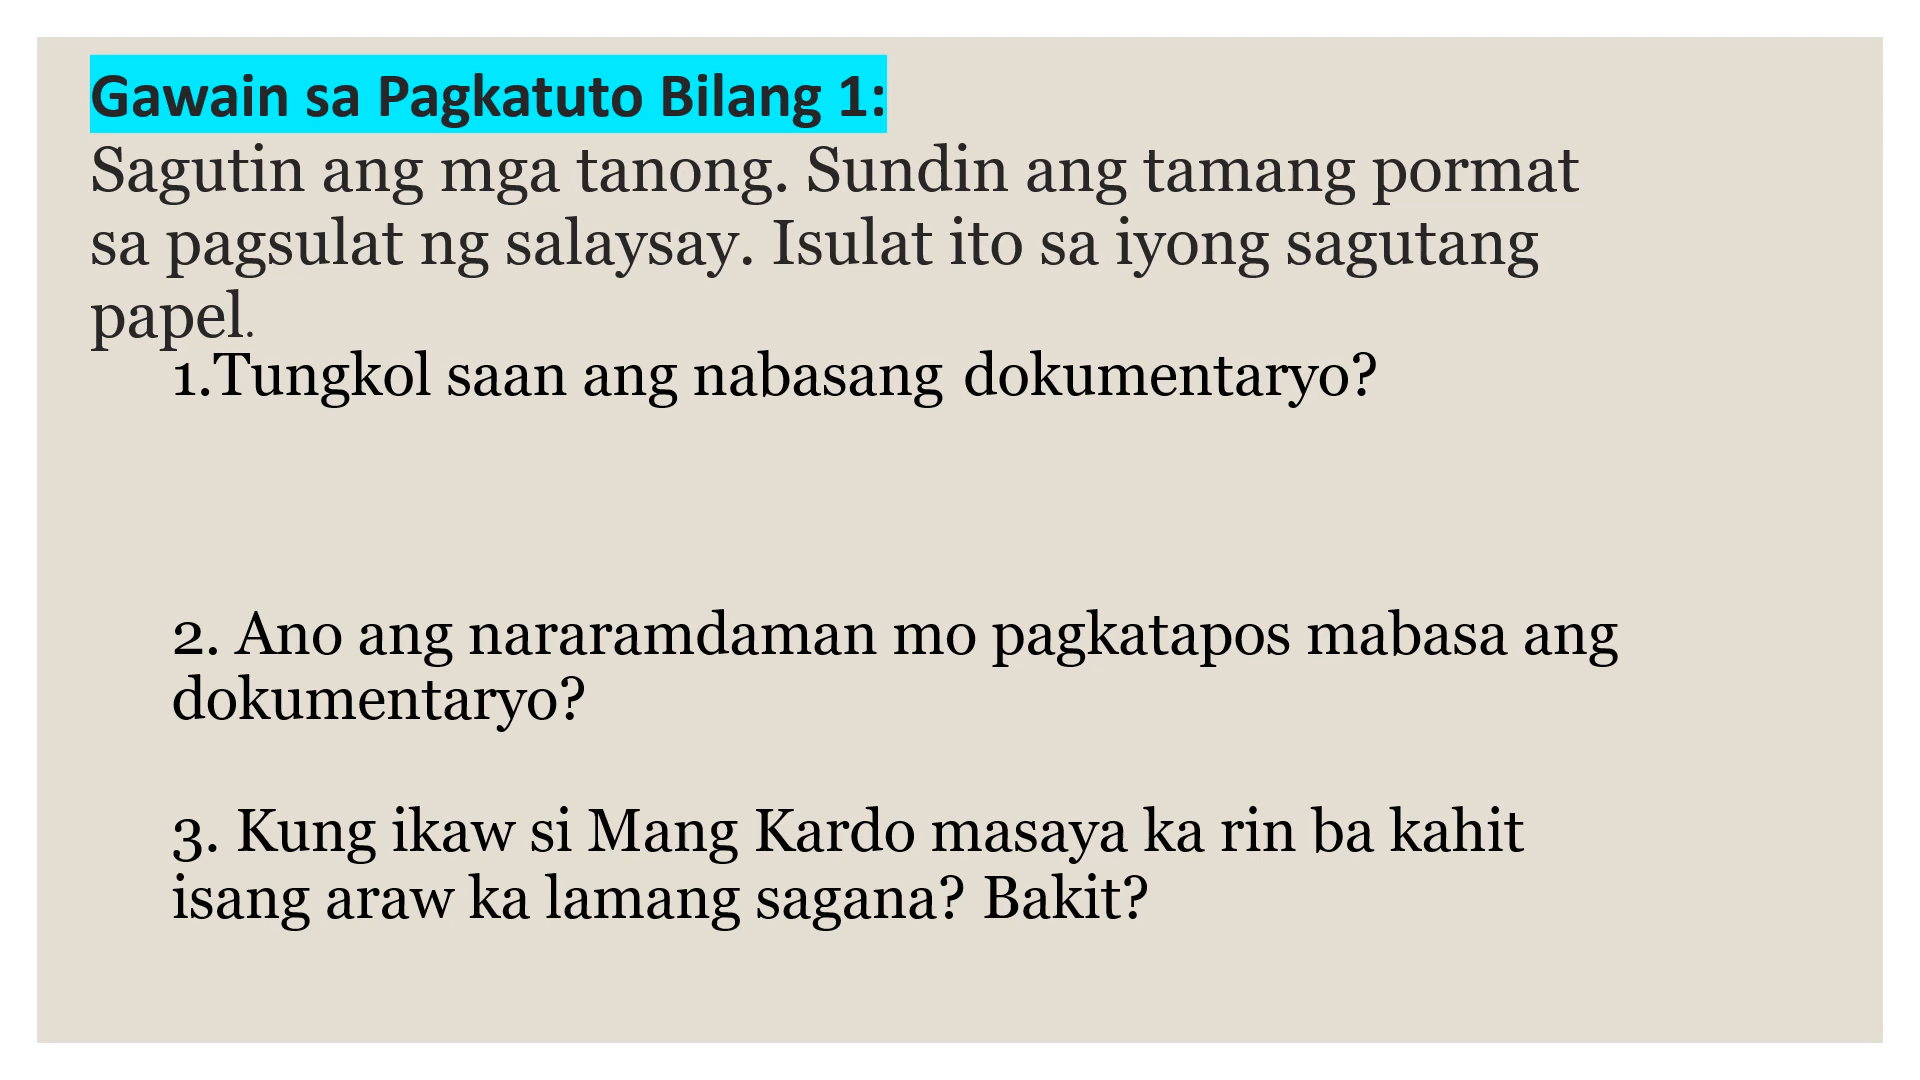 Gawain sa Pagkatuto Bilang 1:
Sagutin ang mga tanong. Sundin ang tamang pormat
sa pagsulat ng salaysay. Isulat ito sa iyong sagutang
papel.
1.Tungkol saan ang nabasang dokumentaryo?
2. Ano ang nararamdaman mo pagkatapos mabasa ang
dokumentaryo?
3. Kung ikaw si Mang Kardo masaya ka rin ba kahit
isang araw ka lamang sagana? Bakit?